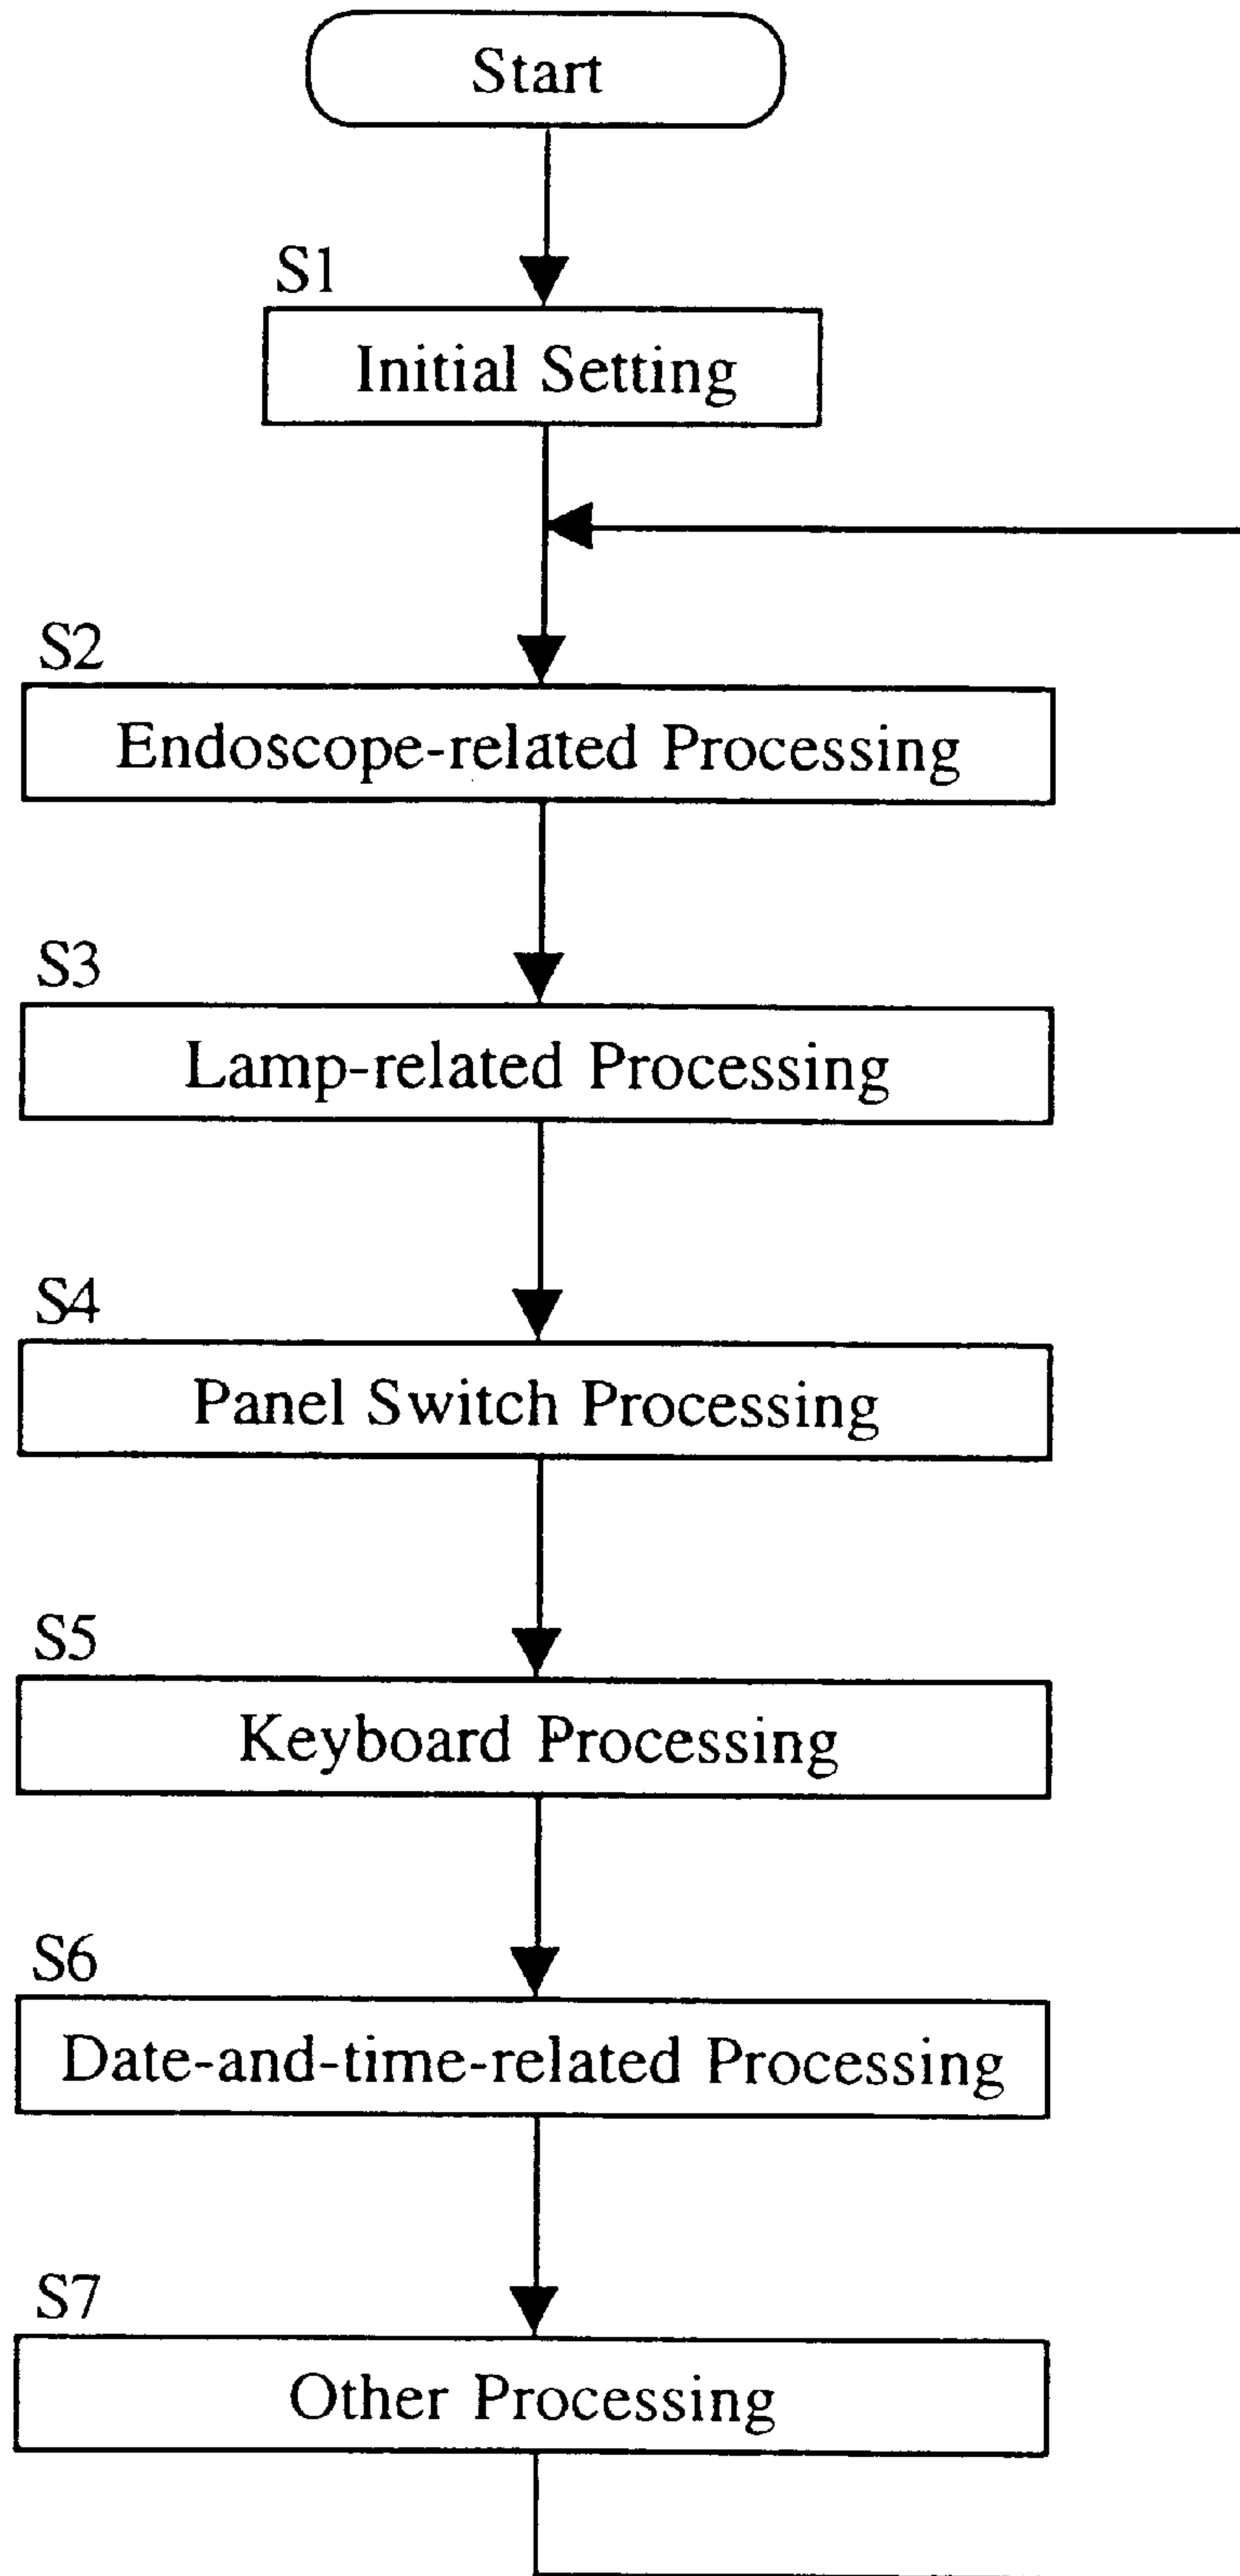 Start
S1
Initial Setting
S2
Endoscope-related Processing
S3
Lamp-related Processing
S4
Panel Switch Processing
S5
Keyboard Processing
S6
Date-and-time-related Processing
S7
Other Processing